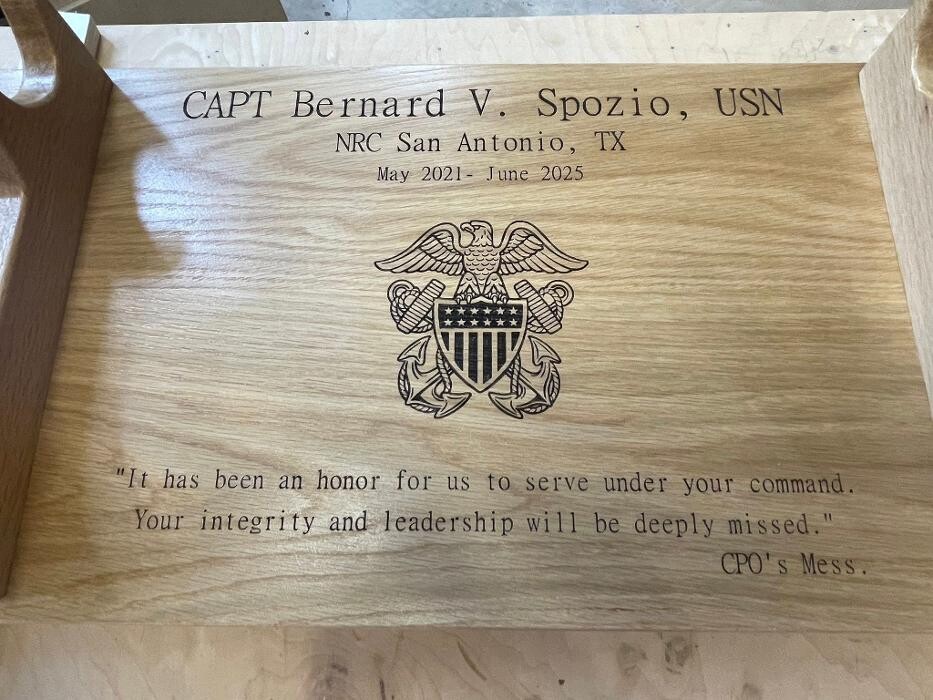 CAPT Bernard V. Spozio, USN
NRC San Antonio, TX
May 2021- June 2025
"It has been an honor for us to serve under your command.
Your integrity and leadership will be deeply missed."
CPO's Mess.